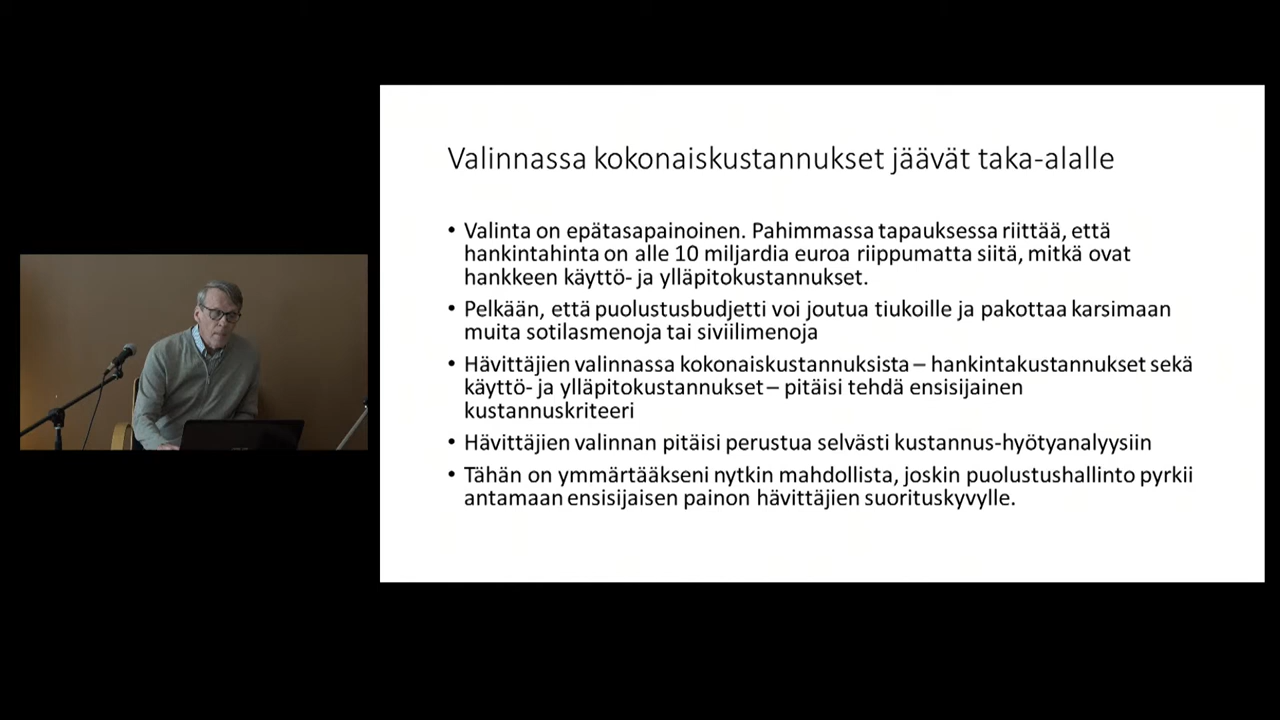 Valinnassa kokonaiskustannukset jäävät taka-alalle
• Valinta on epätasapainoinen. Pahimmassa tapauksessa riittää, että
hankintahinta on alle 10 miljardia euroa riippumatta siitä, mitkä ovat
hankkeen käyttö- ja ylläpitokustannukset.
• Pelkään, että puolustusbudjetti voi joutua tiukoille ja pakottaa karsimaan
muita sotilasmenoja tai siviilimenoja
• Hävittäjien valinnassa kokonaiskustannuksista – hankintakustannukset sekä
käyttö- ja ylläpitokustannukset – pitäisi tehdä ensisijainen
kustannuskriteeri
• Hävittäjien valinnan pitäisi perustua selvästi kustannus-hyötyanalyysiin
• Tähän on ymmärtääkseni nytkin mahdollista, joskin puolustushallinto pyrkii
antamaan ensisijaisen painon hävittäjien suorituskyvylle.